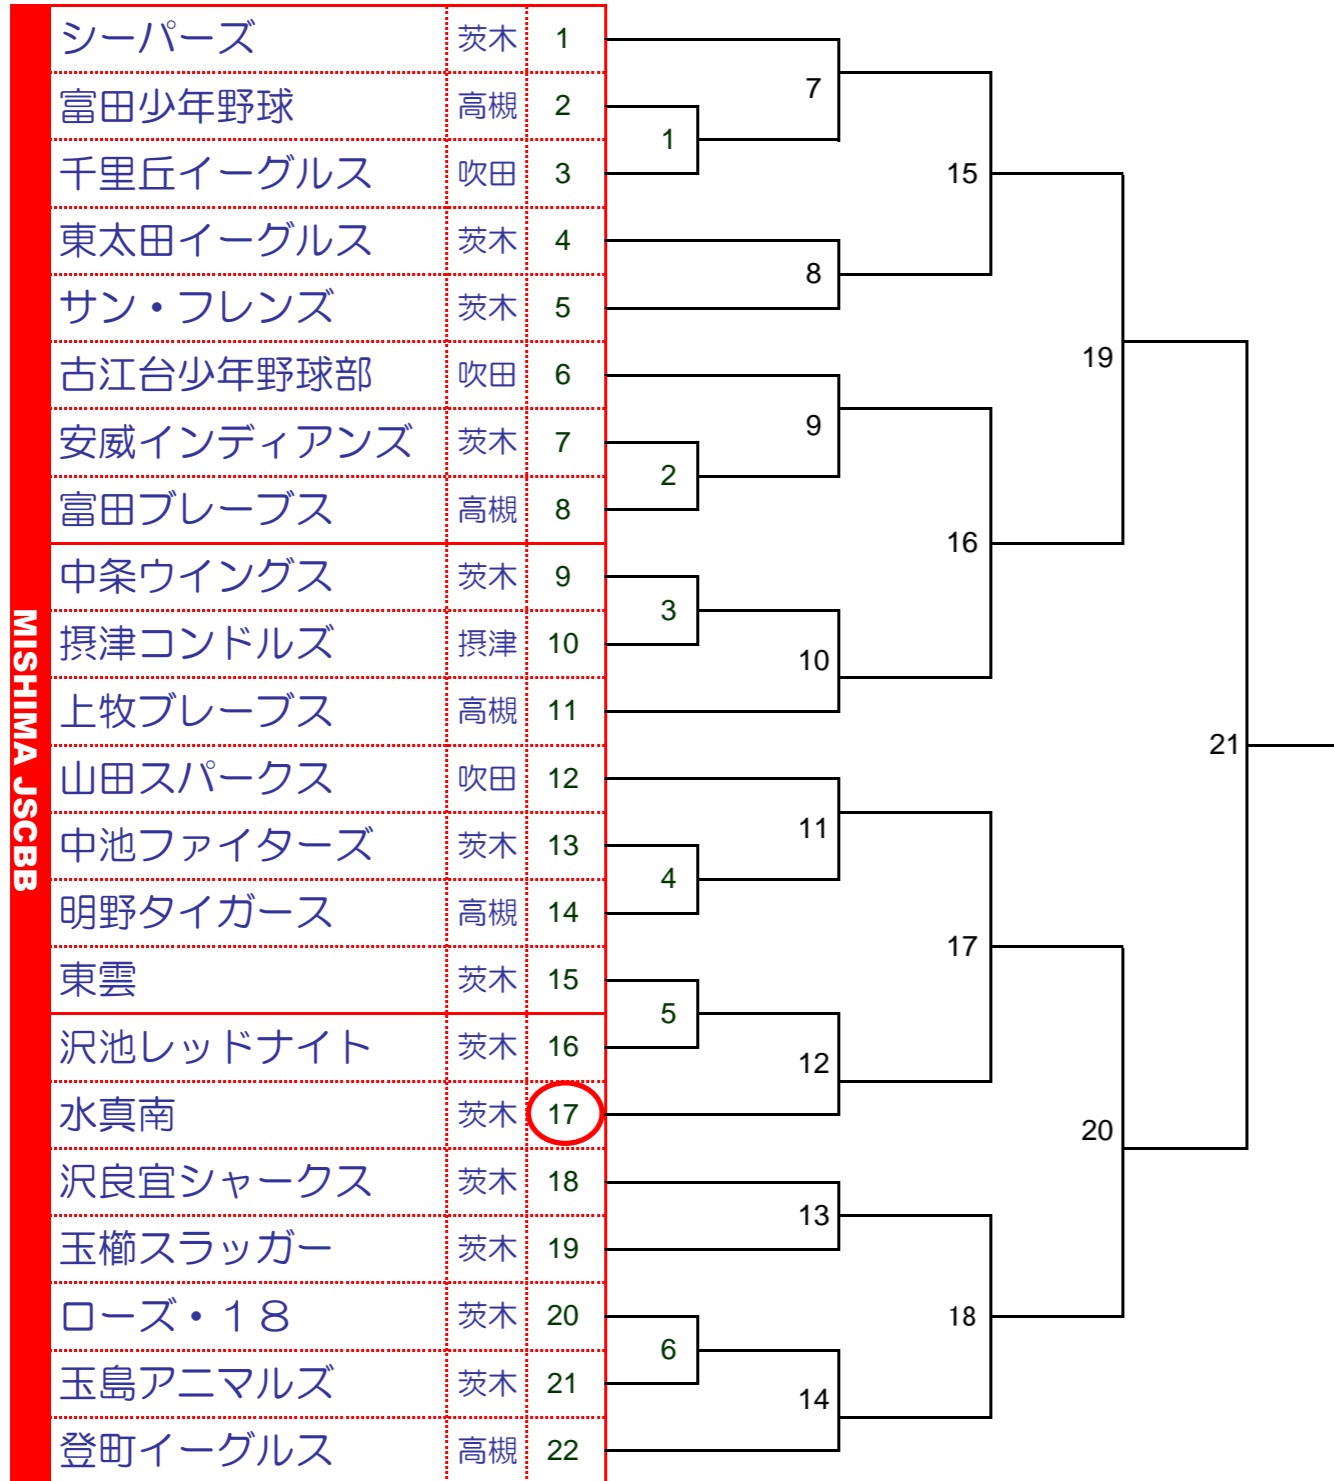 MISHIMA JSCBB
シーパーズ 茨木 1
富田少年野球 高槻 2
千里丘イーグルス 吹田 3
東太田イーグルス 茨木 4
サン・フレンズ 茨木 5
古江台少年野球部 吹田 6
安威インディアンズ 茨木 7
富田ブレーブス 高槻 8
中条ウイングス 茨木 9
摂津コンドルズ 摂津 10
上牧ブレーブス 高槻 11
山田スパークス 吹田 12
中池ファイターズ 茨木 13
明野タイガース 高槻 14
東雲 茨木 15
沢池レッドナイト 茨木 16
水真南 茨木 17
沢良宜シャークス 茨木 18
玉櫛スラッガー 茨木 19
ローズ・１８ 茨木 20
玉島アニマルズ 茨木 21
登町イーグルス 高槻 22
1
2
3
4
5
6
7
8
9
10
11
12
13
14
15
16
17
18
19
20
21